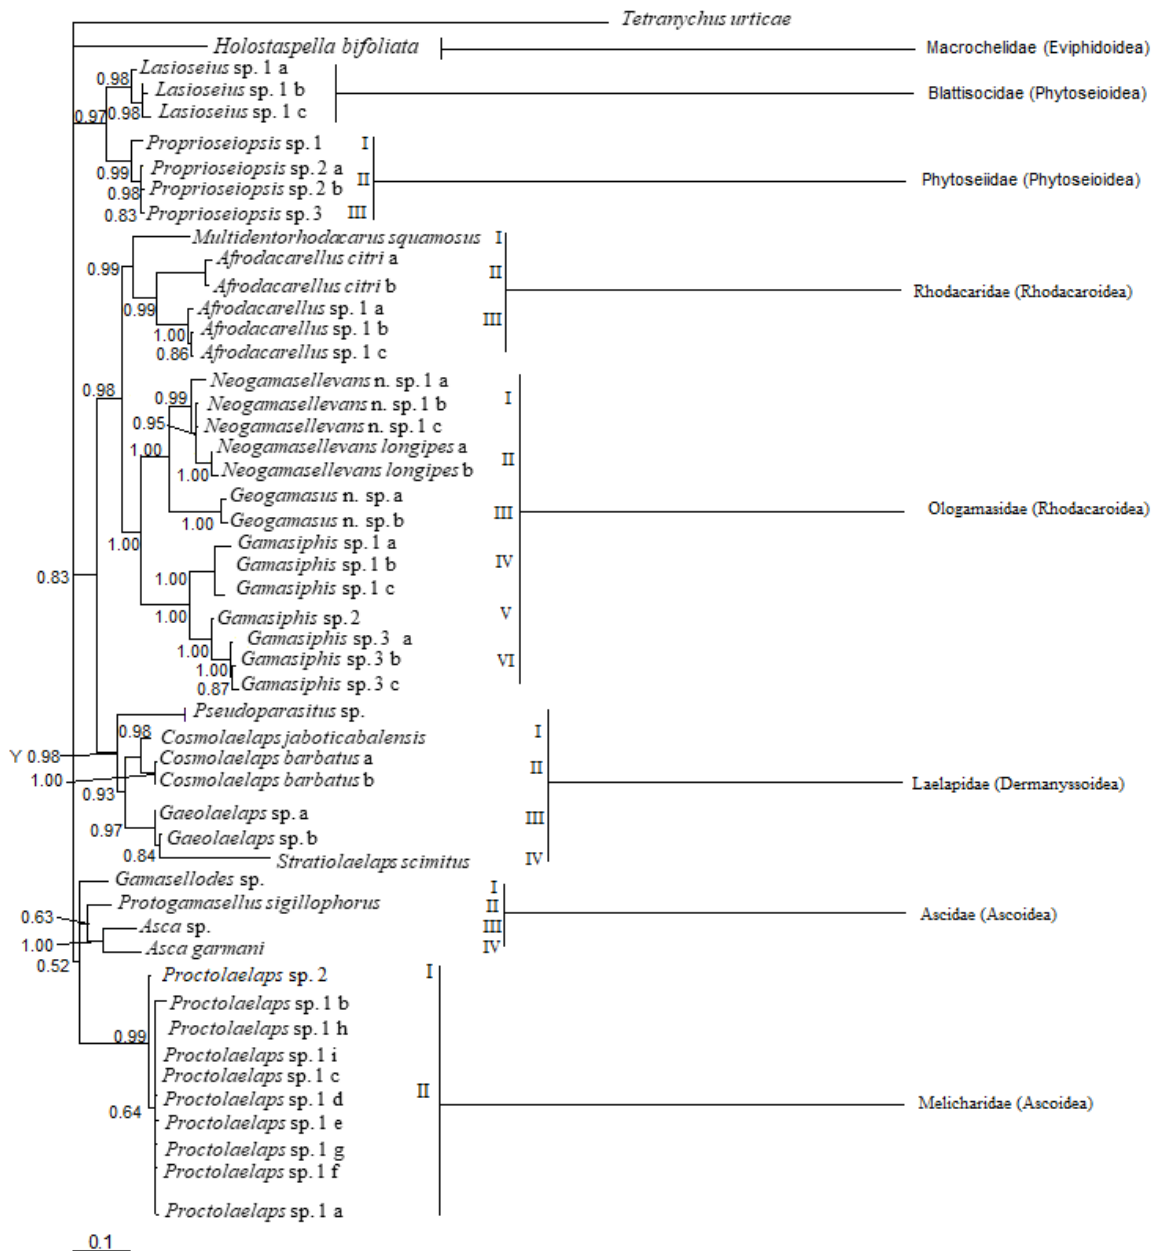 Tetranychus urticae
Holostaspella bifoliata
Macrochelidae (Eviphidoidea)
Lasioseius sp. 1 a
0.98
Lasioseius sp. 1 b
Blattisocidae (Phytoseioidea)
0.97
0.98
Lasioseius sp. 1 c
Proprioseiopsis sp. 1
I
0.99
Proprioseiopsis sp. 2 a
II
Phytoseiidae (Phytoseioidea)
0.98
Proprioseiopsis sp. 2 b
0.83
Proprioseiopsis sp. 3
III
Multidentorhodacarus squamosus
I
0.99
Afrodacarellus citri a
II
Afrodacarellus citri b
Rhodacaridae (Rhodacaroidea)
0.99
Afrodacarellus sp. 1 a
III
1.00
Afrodacarellus sp. 1 b
0.86
Afrodacarellus sp. 1 c
0.98
Neogamasellevans n. sp. 1 a
I
0.99
Neogamasellevans n. sp. 1 b
0.95
Neogamasellevans n. sp. 1 c
1.00
Neogamasellevans longipes a
II
1.00
Neogamasellevans longipes b
Geogamasus n. sp. a
III
Ologamasidae (Rhodacaroidea)
1.00
Geogamasus n. sp. b
1.00
Gamasiphis sp. 1 a
IV
Gamasiphis sp. 1 b
0.83
1.00
Gamasiphis sp. 1 c
1.00
Gamasiphis sp. 2
V
Gamasiphis sp. 3 a
1.00
Gamasiphis sp. 3 b
VI
1.00
0.87
Gamasiphis sp. 3 c
Pseudoparasitus sp.
I
0.98
Cosmolaelaps jaboticabalensis
Y 0.98
Cosmolaelaps barbatus a
II
1.00
Cosmolaelaps barbatus b
Laelapidae (Dermanyssoidea)
0.93
Gaeolaelaps sp. a
III
0.97
Gaeolaelaps sp. b
0.84
Stratiolaelaps scimitus
IV
Gamasellodes sp.
I
Protogamasellus sigillophorus
II
Ascidae (Ascoidea)
0.63
Asca sp.
III
1.00
Asca garmani
IV
0.52
Proctolaelaps sp. 2
I
Proctolaelaps sp. 1 b
0.99
Proctolaelaps sp. 1 h
Proctolaelaps sp. 1 i
Proctolaelaps sp. 1 c
II
Proctolaelaps sp. 1 d
Melicharidae (Ascoidea)
0.64
Proctolaelaps sp. 1 e
Proctolaelaps sp. 1 g
Proctolaelaps sp. 1 f
Proctolaelaps sp. 1 a
0.1